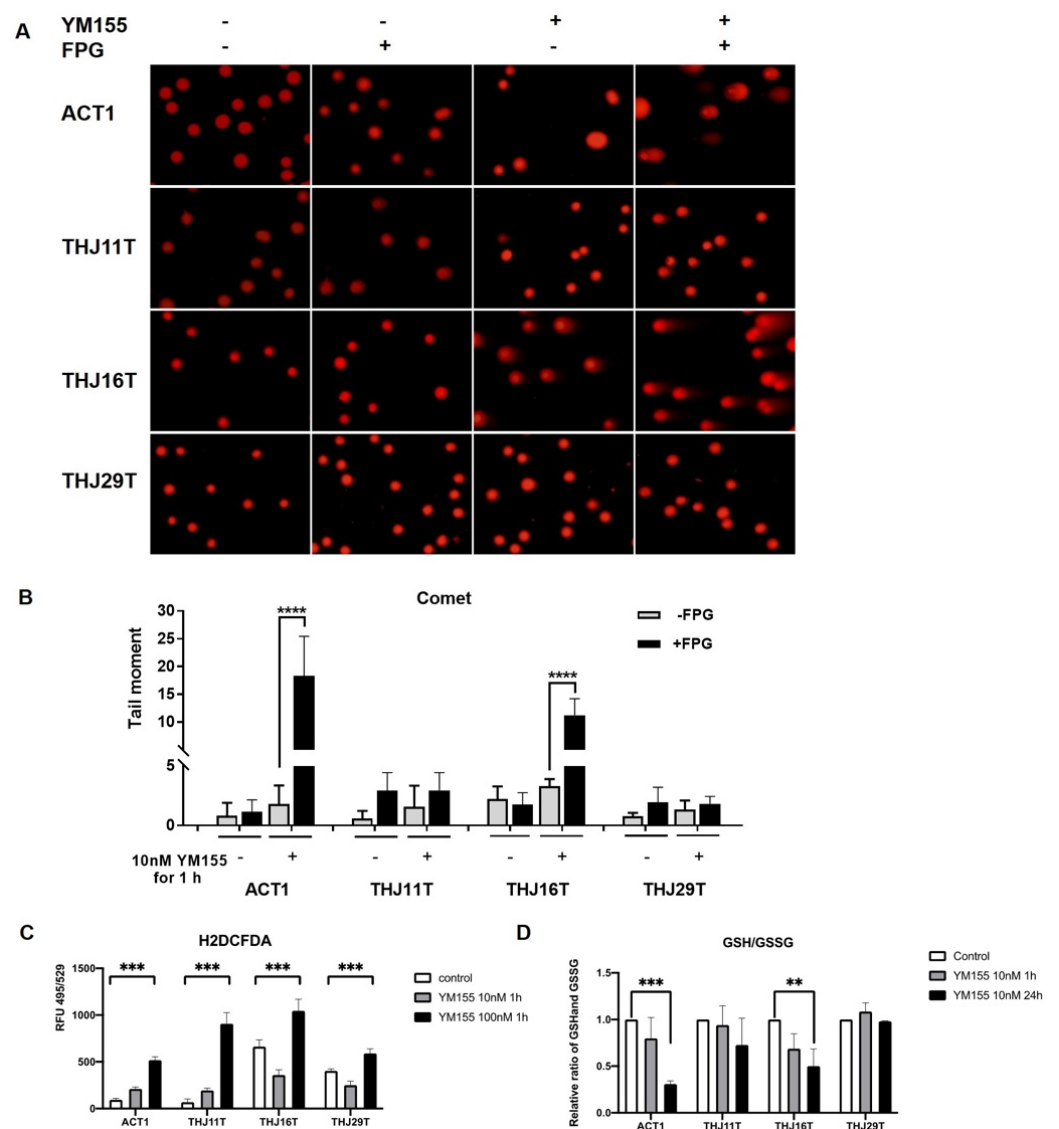 A
YM155 - - + +
FPG - + - +
ACT1
THJ11T
THJ16T
THJ29T
B
Comet
Tail moment
30
25
20
15
10
5
0
-FPG
+FPG
**** ****
10nM YM155
for 1 h
- + - + - + - +
ACT1 THJ11T THJ16T THJ29T
C
H2DCFDA
RFU 495/529
1500
1000
500
0
*** *** *** ***
control
YM155 10nM 1h
YM155 100nM 1h
ACT1 THJ11T THJ16T THJ29T
D
GSH/GSSG
Relative ratio of GSHand GSSG
1.5
1.0
0.5
0.0
*** **
Control
YM155 10nM 1h
YM155 10nM 24h
ACT1 THJ11T THJ16T THJ29T